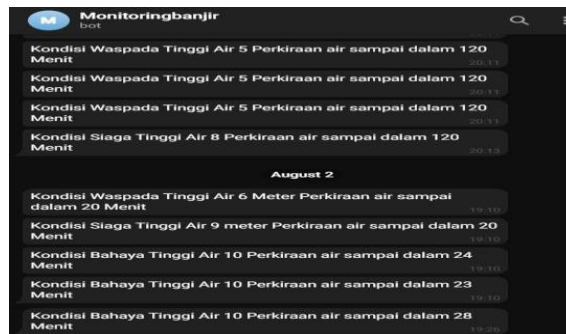 Monitoringbanjir
bot
Kondisi Waspada Tinggi Air 5 Perkiraan air sampai dalam 120
Menit
20:11
Kondisi Waspada Tinggi Air 5 Perkiraan air sampai dalam 120
Menit
20:11
Kondisi Waspada Tinggi Air 5 Perkiraan air sampai dalam 120
Menit
20:11
Kondisi Siaga Tinggi Air 8 Perkiraan air sampai dalam 120
Menit
20:13
August 2
Kondisi Waspada Tinggi Air 6 Meter Perkiraan air sampai
dalam 20 Menit
19:10
Kondisi Siaga Tinggi Air 9 meter Perkiraan air sampai dalam 20
Menit
19:10
Kondisi Bahaya Tinggi Air 10 Perkiraan air sampai dalam 24
Menit
19:10
Kondisi Bahaya Tinggi Air 10 Perkiraan air sampai dalam 23
Menit
19:10
Kondisi Bahaya Tinggi Air 10 Perkiraan air sampai dalam 28
Menit
19:26